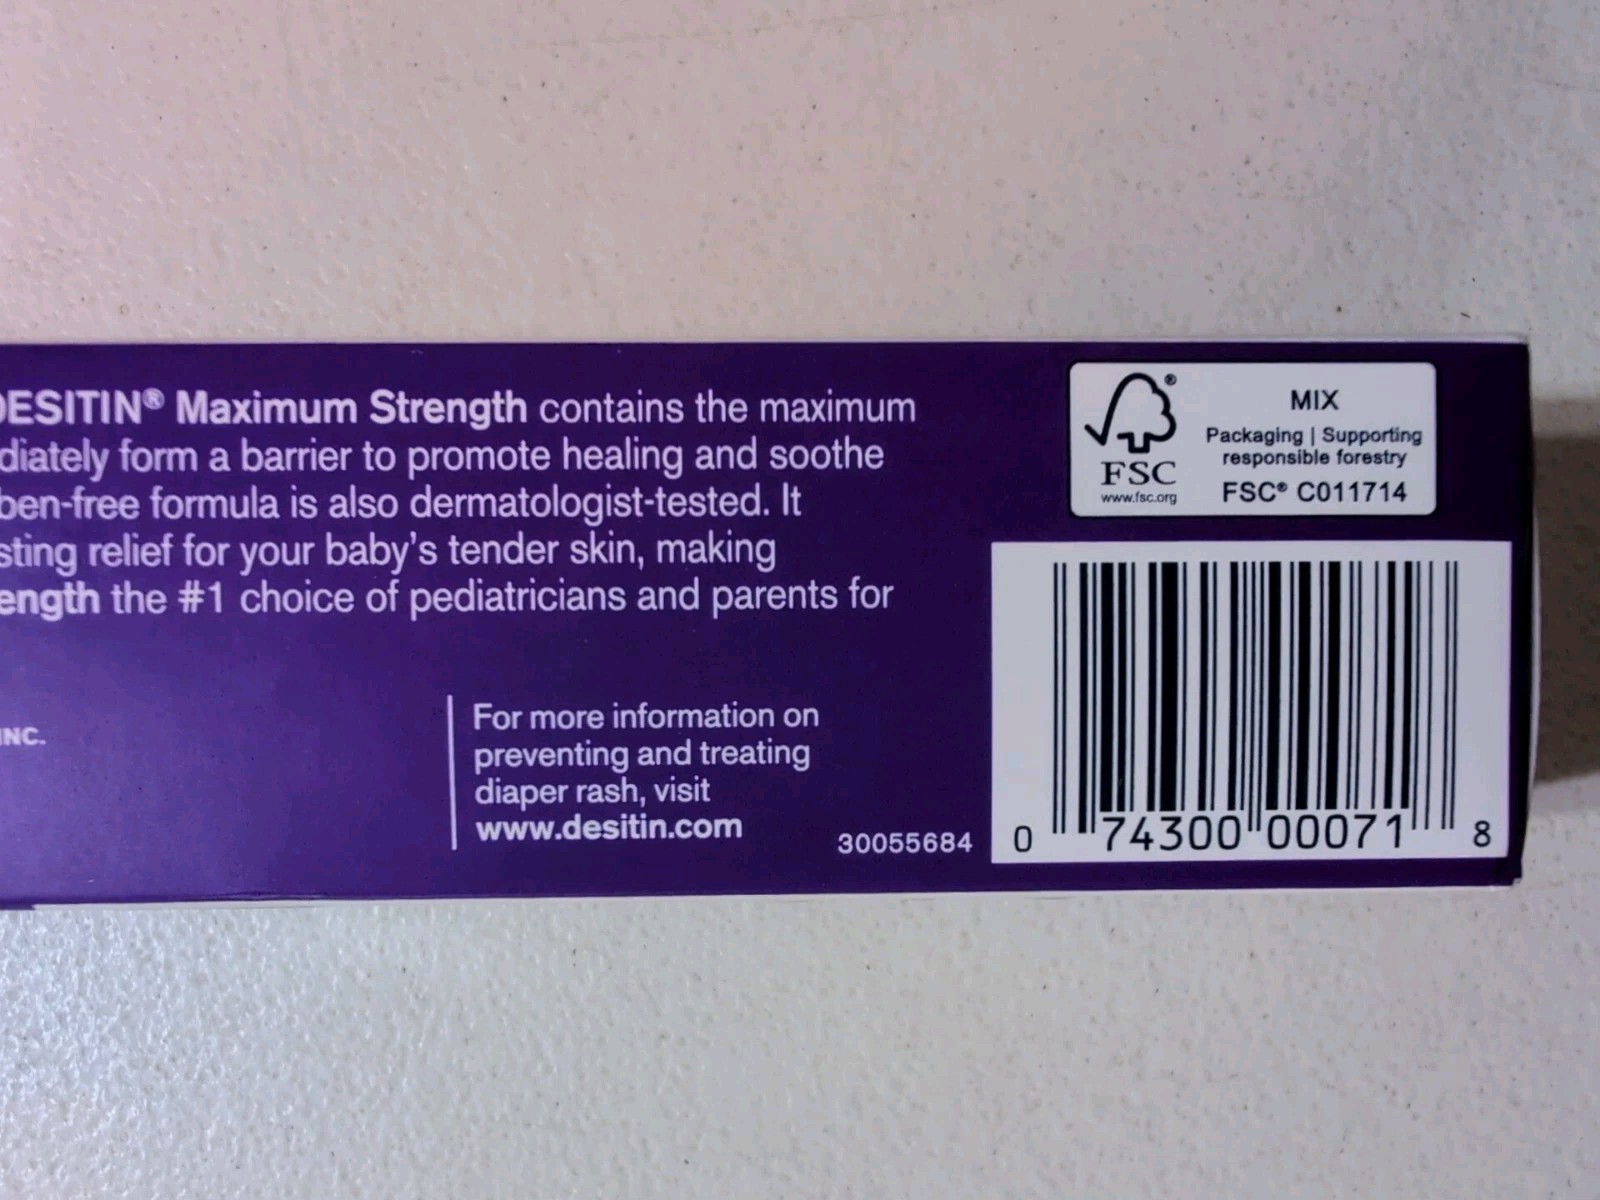 DESITIN® Maximum Strength contains the maximum
diately form a barrier to promote healing and soothe
ben-free formula is also dermatologist-tested. It
sting relief for your baby's tender skin, making
ength the #1 choice of pediatricians and parents for
INC.
For more information on
preventing and treating
diaper rash, visit
www.desitin.com
30055684
®
FSC
www.fsc.org
MIX
Packaging | Supporting
responsible forestry
FSC® C011714
0 74300 00071 8